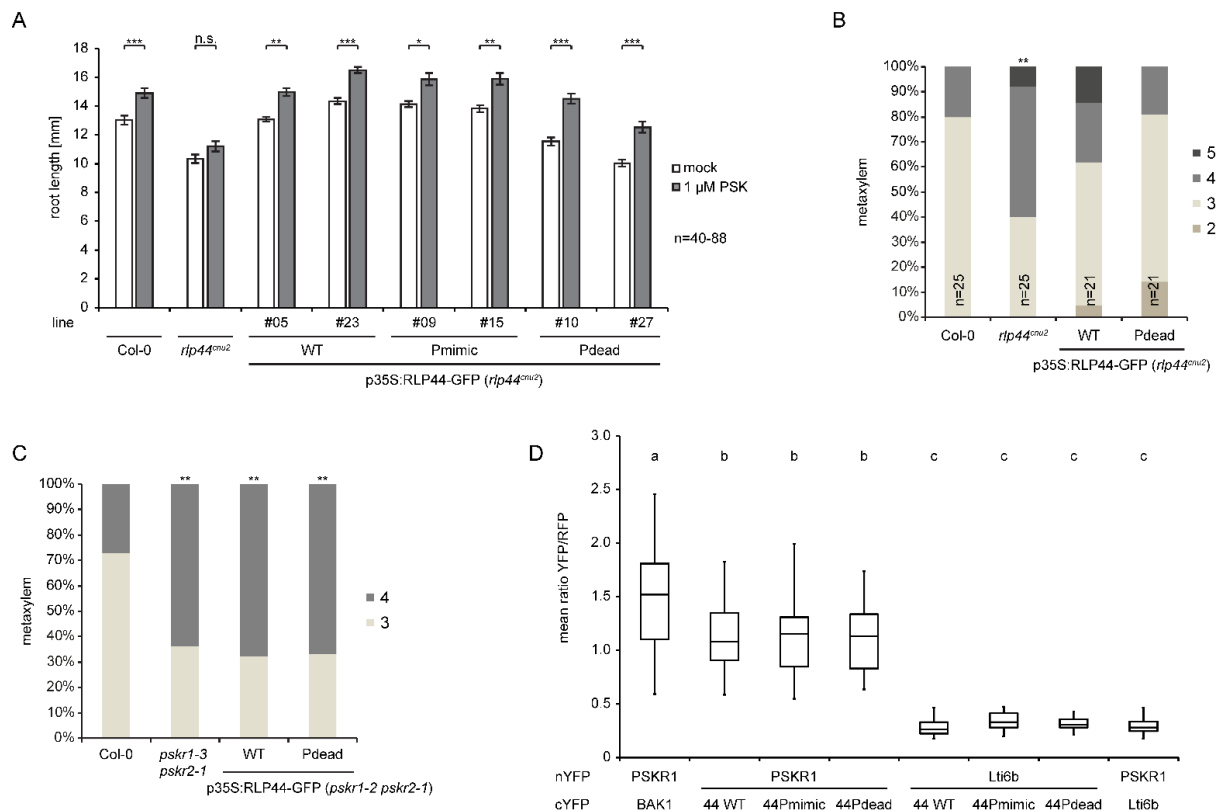 A
*** n.s. ** *** * ** *** ***
18
16
14
12
10
8
6
4
2
0
root length [mm]
mock
1 µM PSK
n=40-88
line #05 #23 #09 #15 #10 #27
Col-0 rlp44cnu2 WT Pmimic Pdead
p35S:RLP44-GFP (rlp44cnu2)
B
**
100%
90%
80%
70%
60%
50%
40%
30%
20%
10%
0%
metaxylem
5
4
3
2
n=25 n=25 n=21 n=21
Col-0 rlp44cnu2 WT Pdead
p35S:RLP44-GFP (rlp44cnu2)
C
** ** **
100%
90%
80%
70%
60%
50%
40%
30%
20%
10%
0%
metaxylem
4
3
Col-0 pskr1-3 WT Pdead
pskr2-1
p35S:RLP44-GFP (pskr1-2 pskr2-1)
D
3.0
2.5
2.0
1.5
1.0
0.5
0
mean ratio YFP/RFP
a b b b c c c c
nYFP PSKR1 PSKR1 Lti6b PSKR1
cYFP BAK1 44 WT 44Pmimic 44Pdead 44 WT 44Pmimic 44Pdead Lti6b